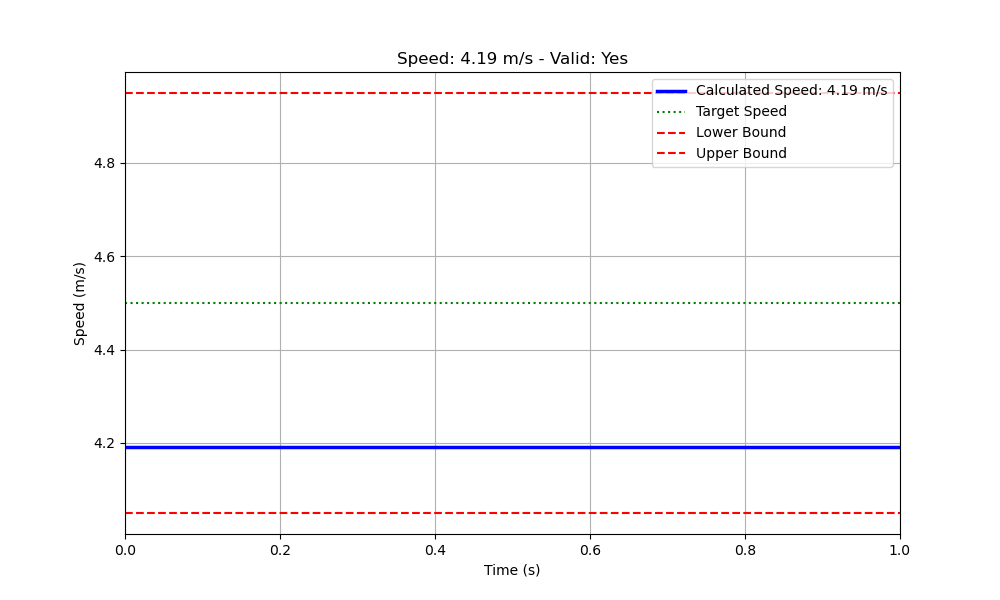 Speed: 4.19 m/s - Valid: Yes
Calculated Speed: 4.19 m/s
Target Speed
Lower Bound
Upper Bound
4.8
4.6
4.4
4.2
Speed (m/s)
0.0 0.2 0.4 0.6 0.8 1.0
Time (s)